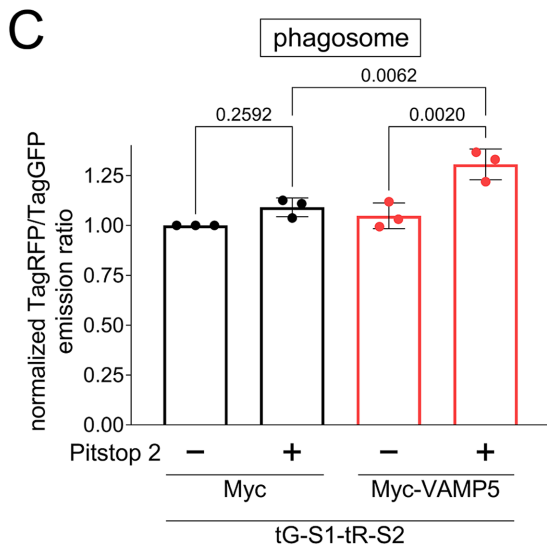 C
phagosome
0.0062
0.2592
0.0020
normalized TagRFP/TagGFP
emission ratio
1.25
1.00
0.75
0.50
0.25
0.00
Pitstop 2 − + − +
Myc Myc-VAMP5
tG-S1-tR-S2